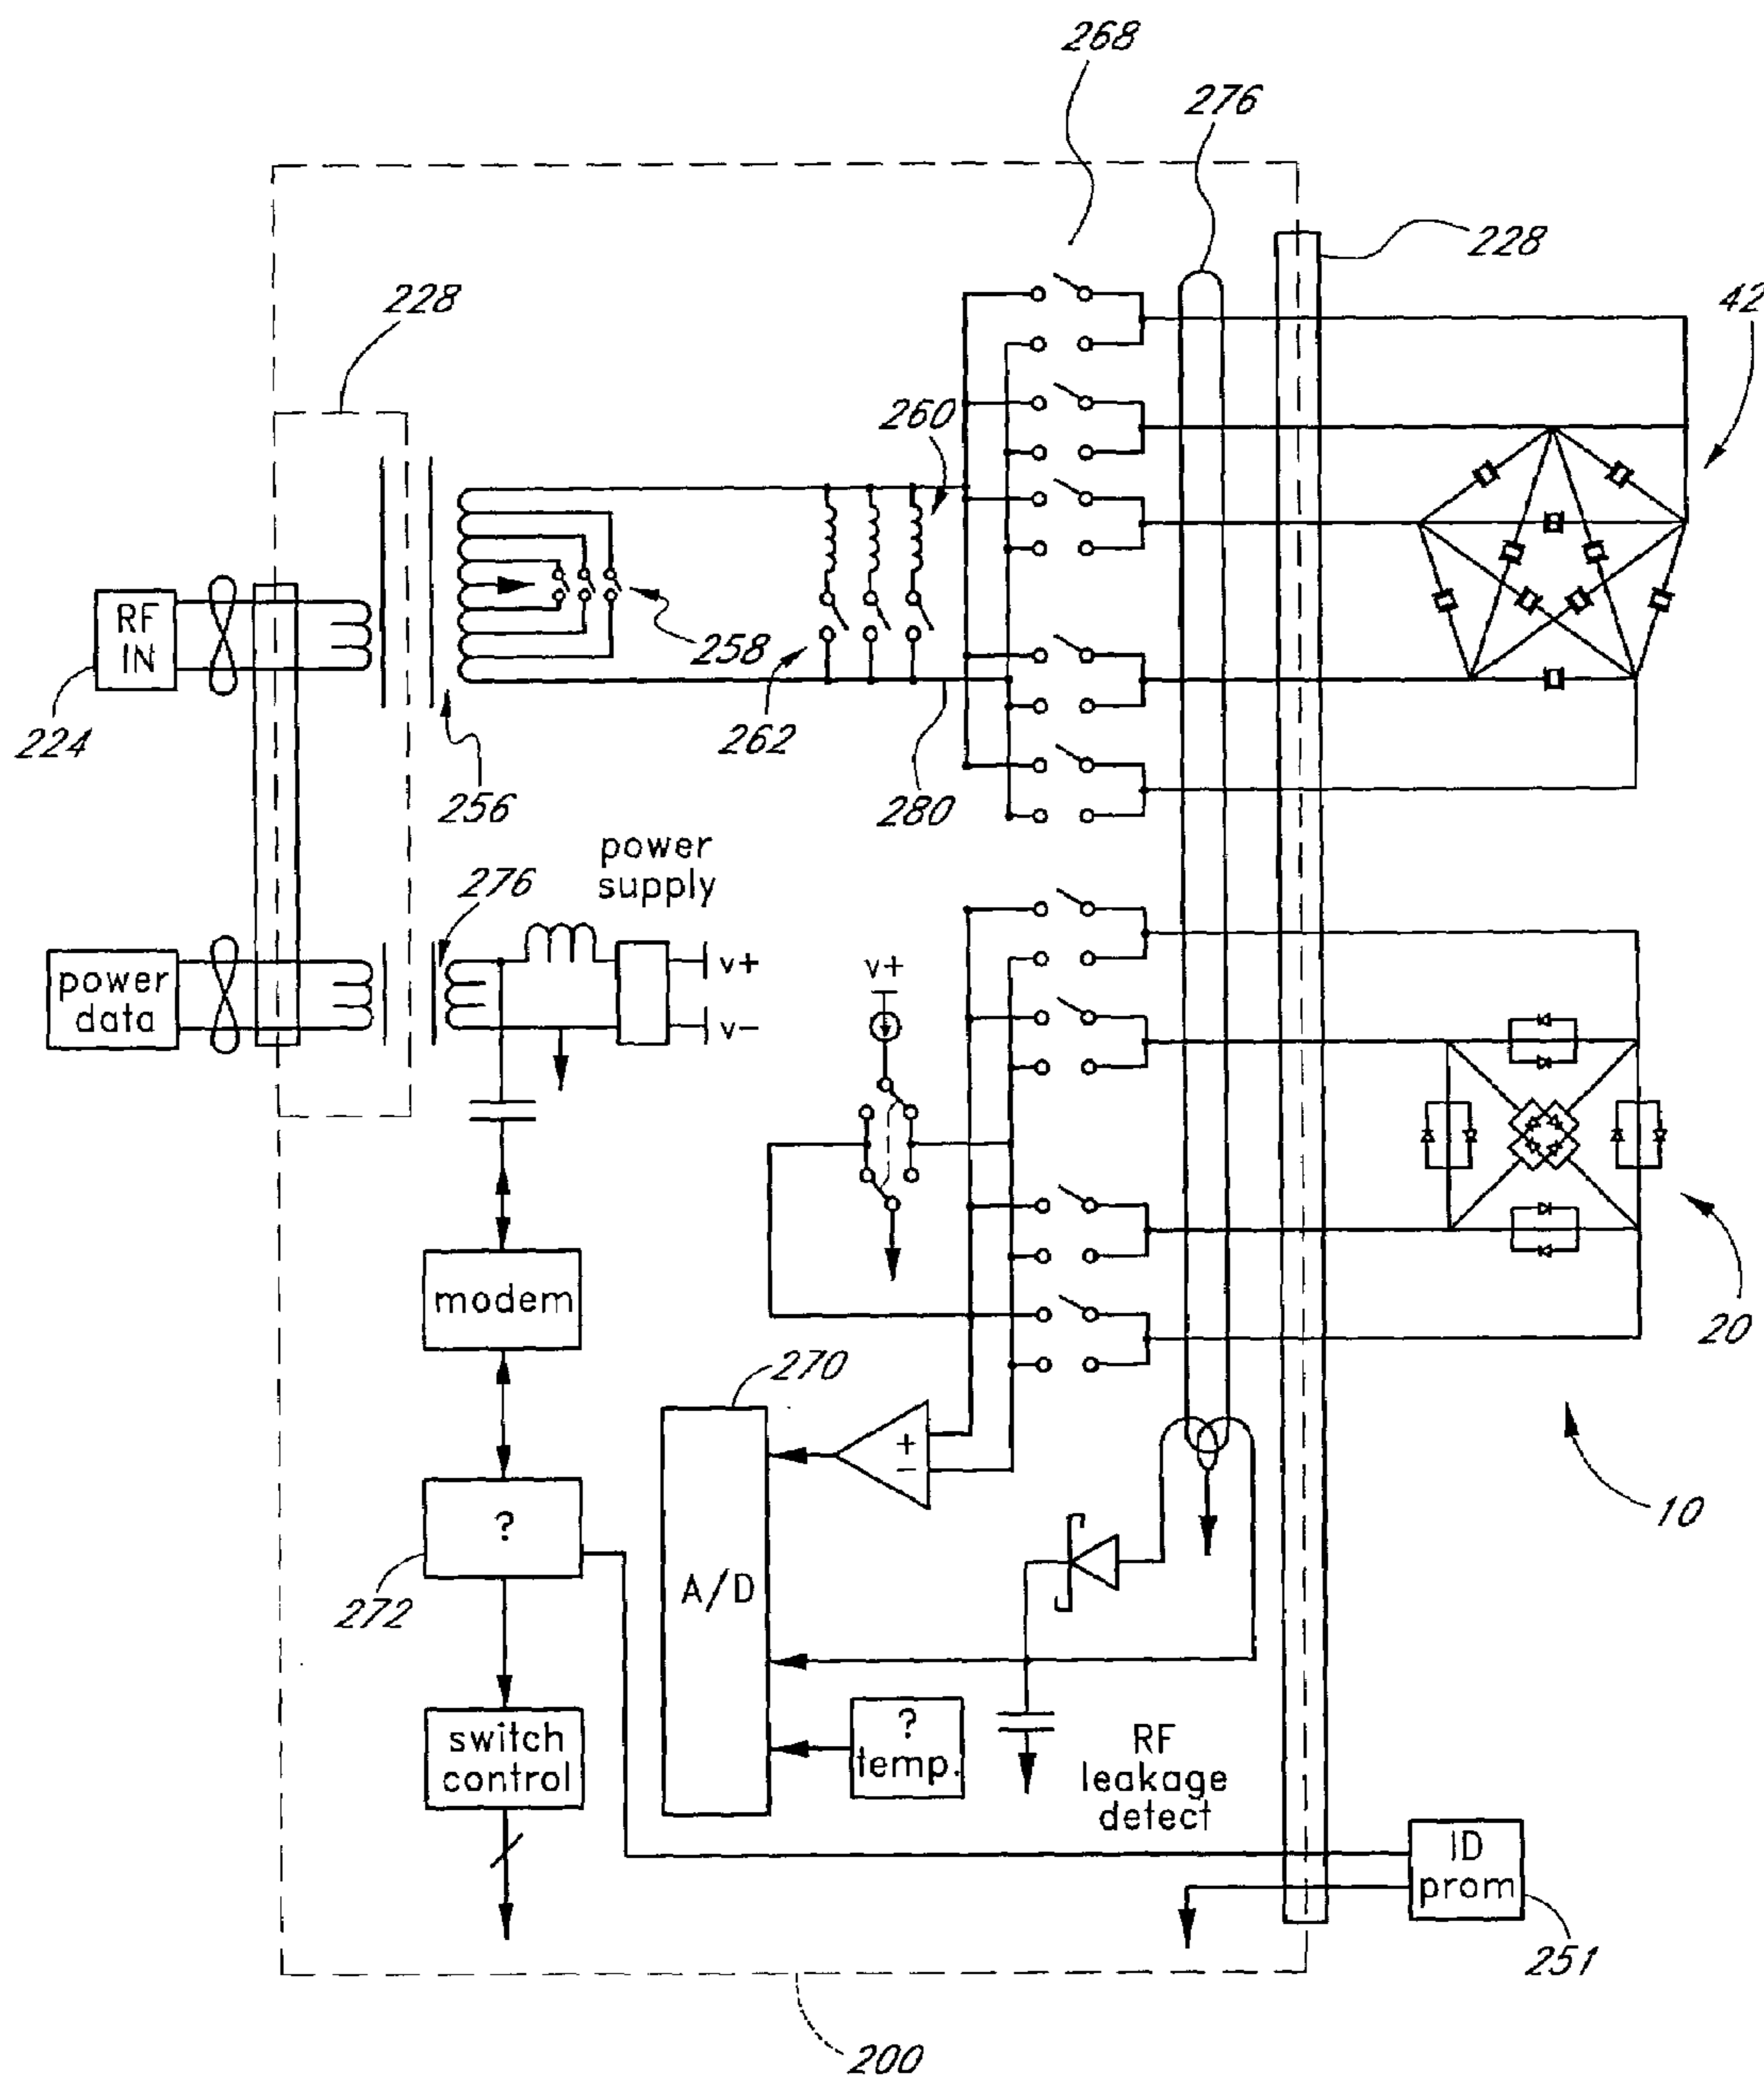 268
276
228
228
42
260
RF
IN
258
224
262
256
280
power
supply
276
power
data
v+
v-
v+
modem
20
270
+
-
10
?
272
A/D
switch
control
?
temp.
RF
leakage
detect
ID
prom
251
200